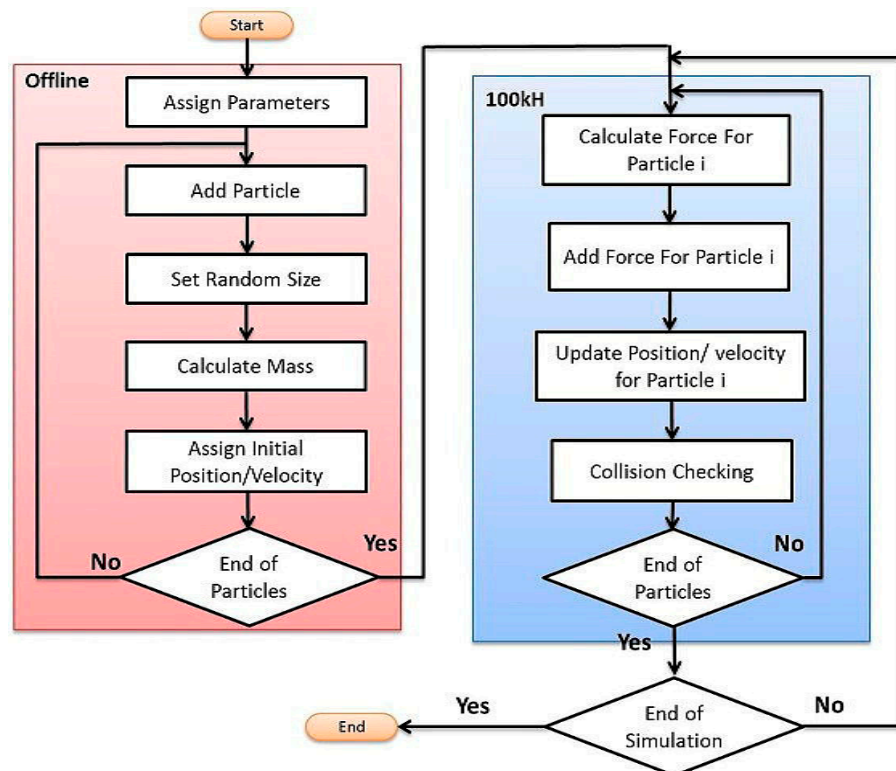 Start
Offline
Assign Parameters
Add Particle
Set Random Size
Calculate Mass
Assign Initial
Position/Velocity
No
End of
Particles
Yes
100kH
Calculate Force For
Particle i
Add Force For Particle i
Update Position/ velocity
for Particle i
Collision Checking
End of
Particles
No
Yes
End of
Simulation
Yes
No
End